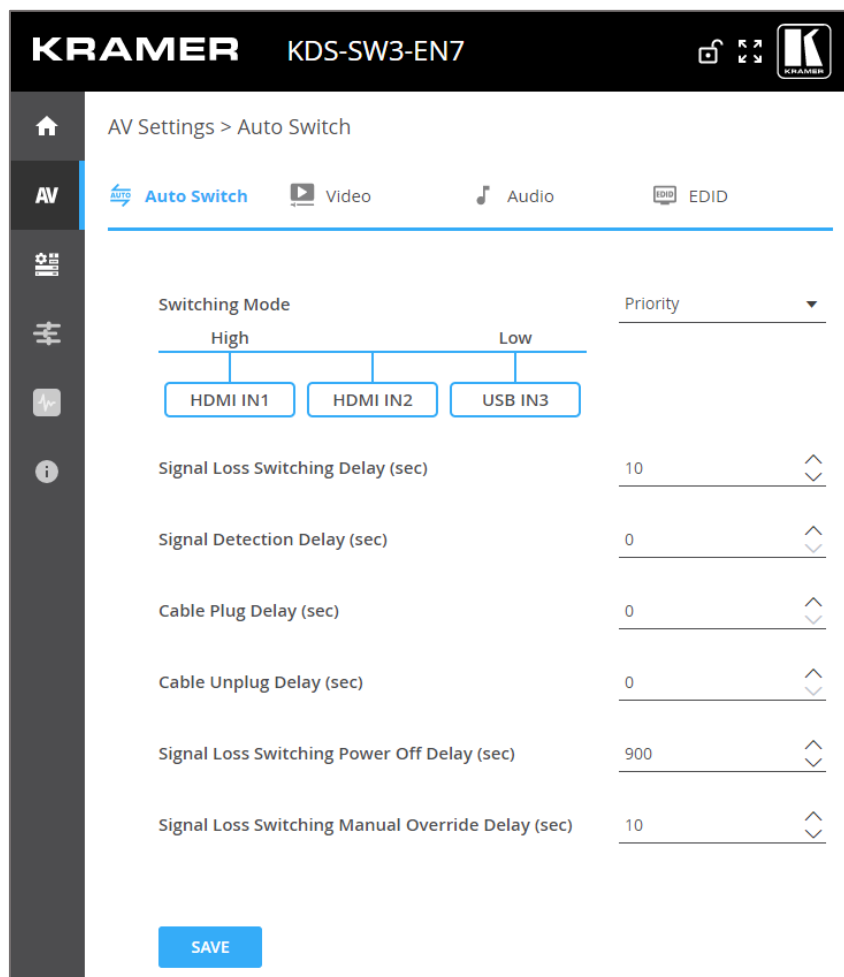 KRAMER KDS-SW3-EN7
KRAMER
AV Settings > Auto Switch
AV
AUTO Auto Switch Video Audio EDID EDID
Switching Mode Priority
High Low
HDMI IN1 HDMI IN2 USB IN3
Signal Loss Switching Delay (sec) 10
Signal Detection Delay (sec) 0
Cable Plug Delay (sec) 0
Cable Unplug Delay (sec) 0
Signal Loss Switching Power Off Delay (sec) 900
Signal Loss Switching Manual Override Delay (sec) 10
SAVE